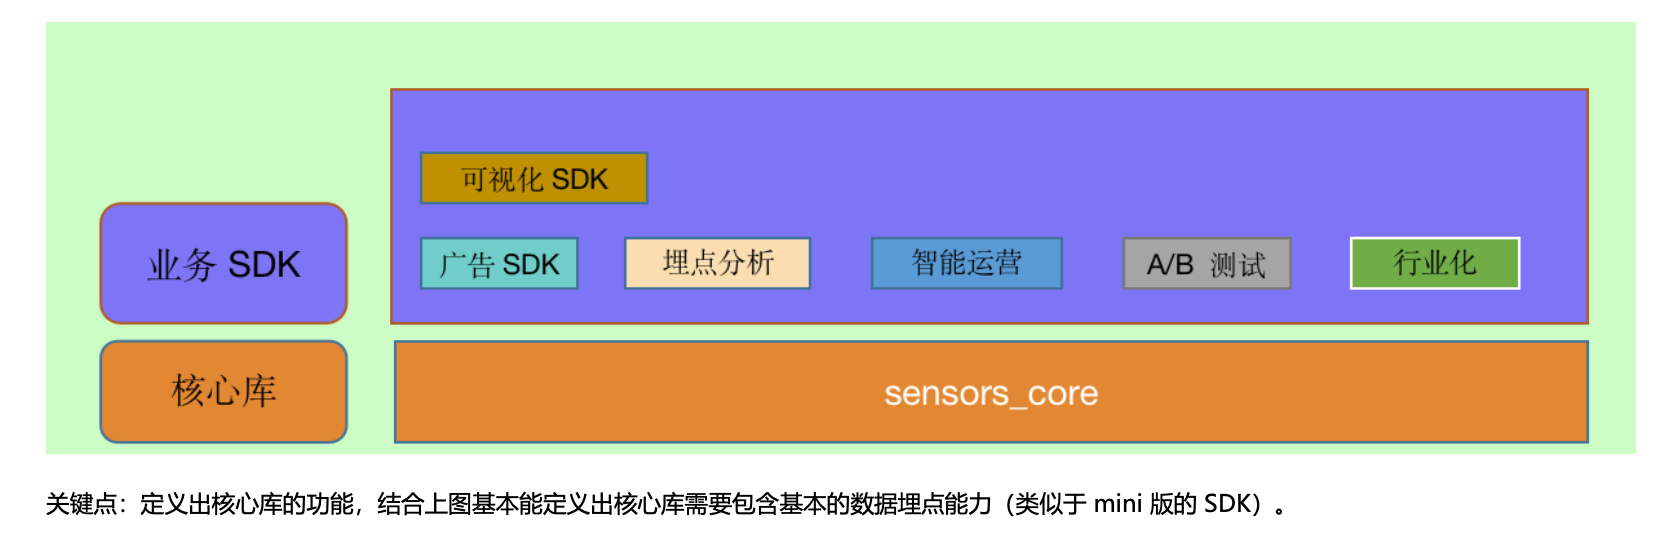 可视化 SDK
业务 SDK
广告 SDK
埋点分析
智能运营
A/B 测试
行业化
核心库
sensors_core
关键点：定义出核心库的功能，结合上图基本能定义出核心库需要包含基本的数据埋点能力（类似于 mini 版的 SDK）。